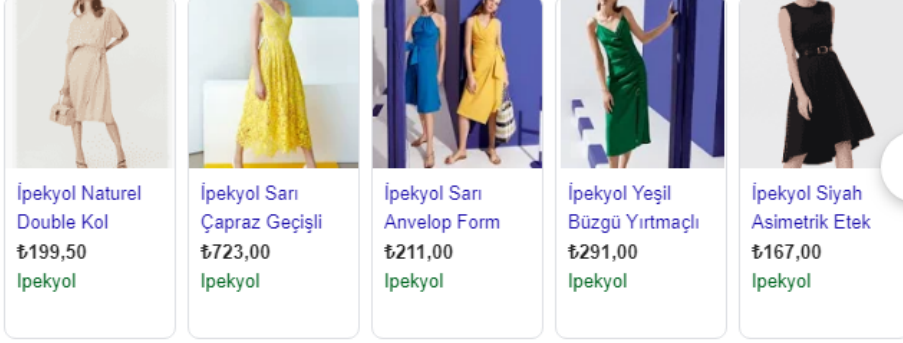 İpekyol Naturel
Double Kol
₺199,50
Ipekyol
İpekyol Sarı
Çapraz Geçişli
₺723,00
Ipekyol
İpekyol Sarı
Anvelop Form
₺211,00
Ipekyol
İpekyol Yeşil
Büzgü Yırtmaçlı
₺291,00
Ipekyol
İpekyol Siyah
Asimetrik Etek
₺167,00
Ipekyol